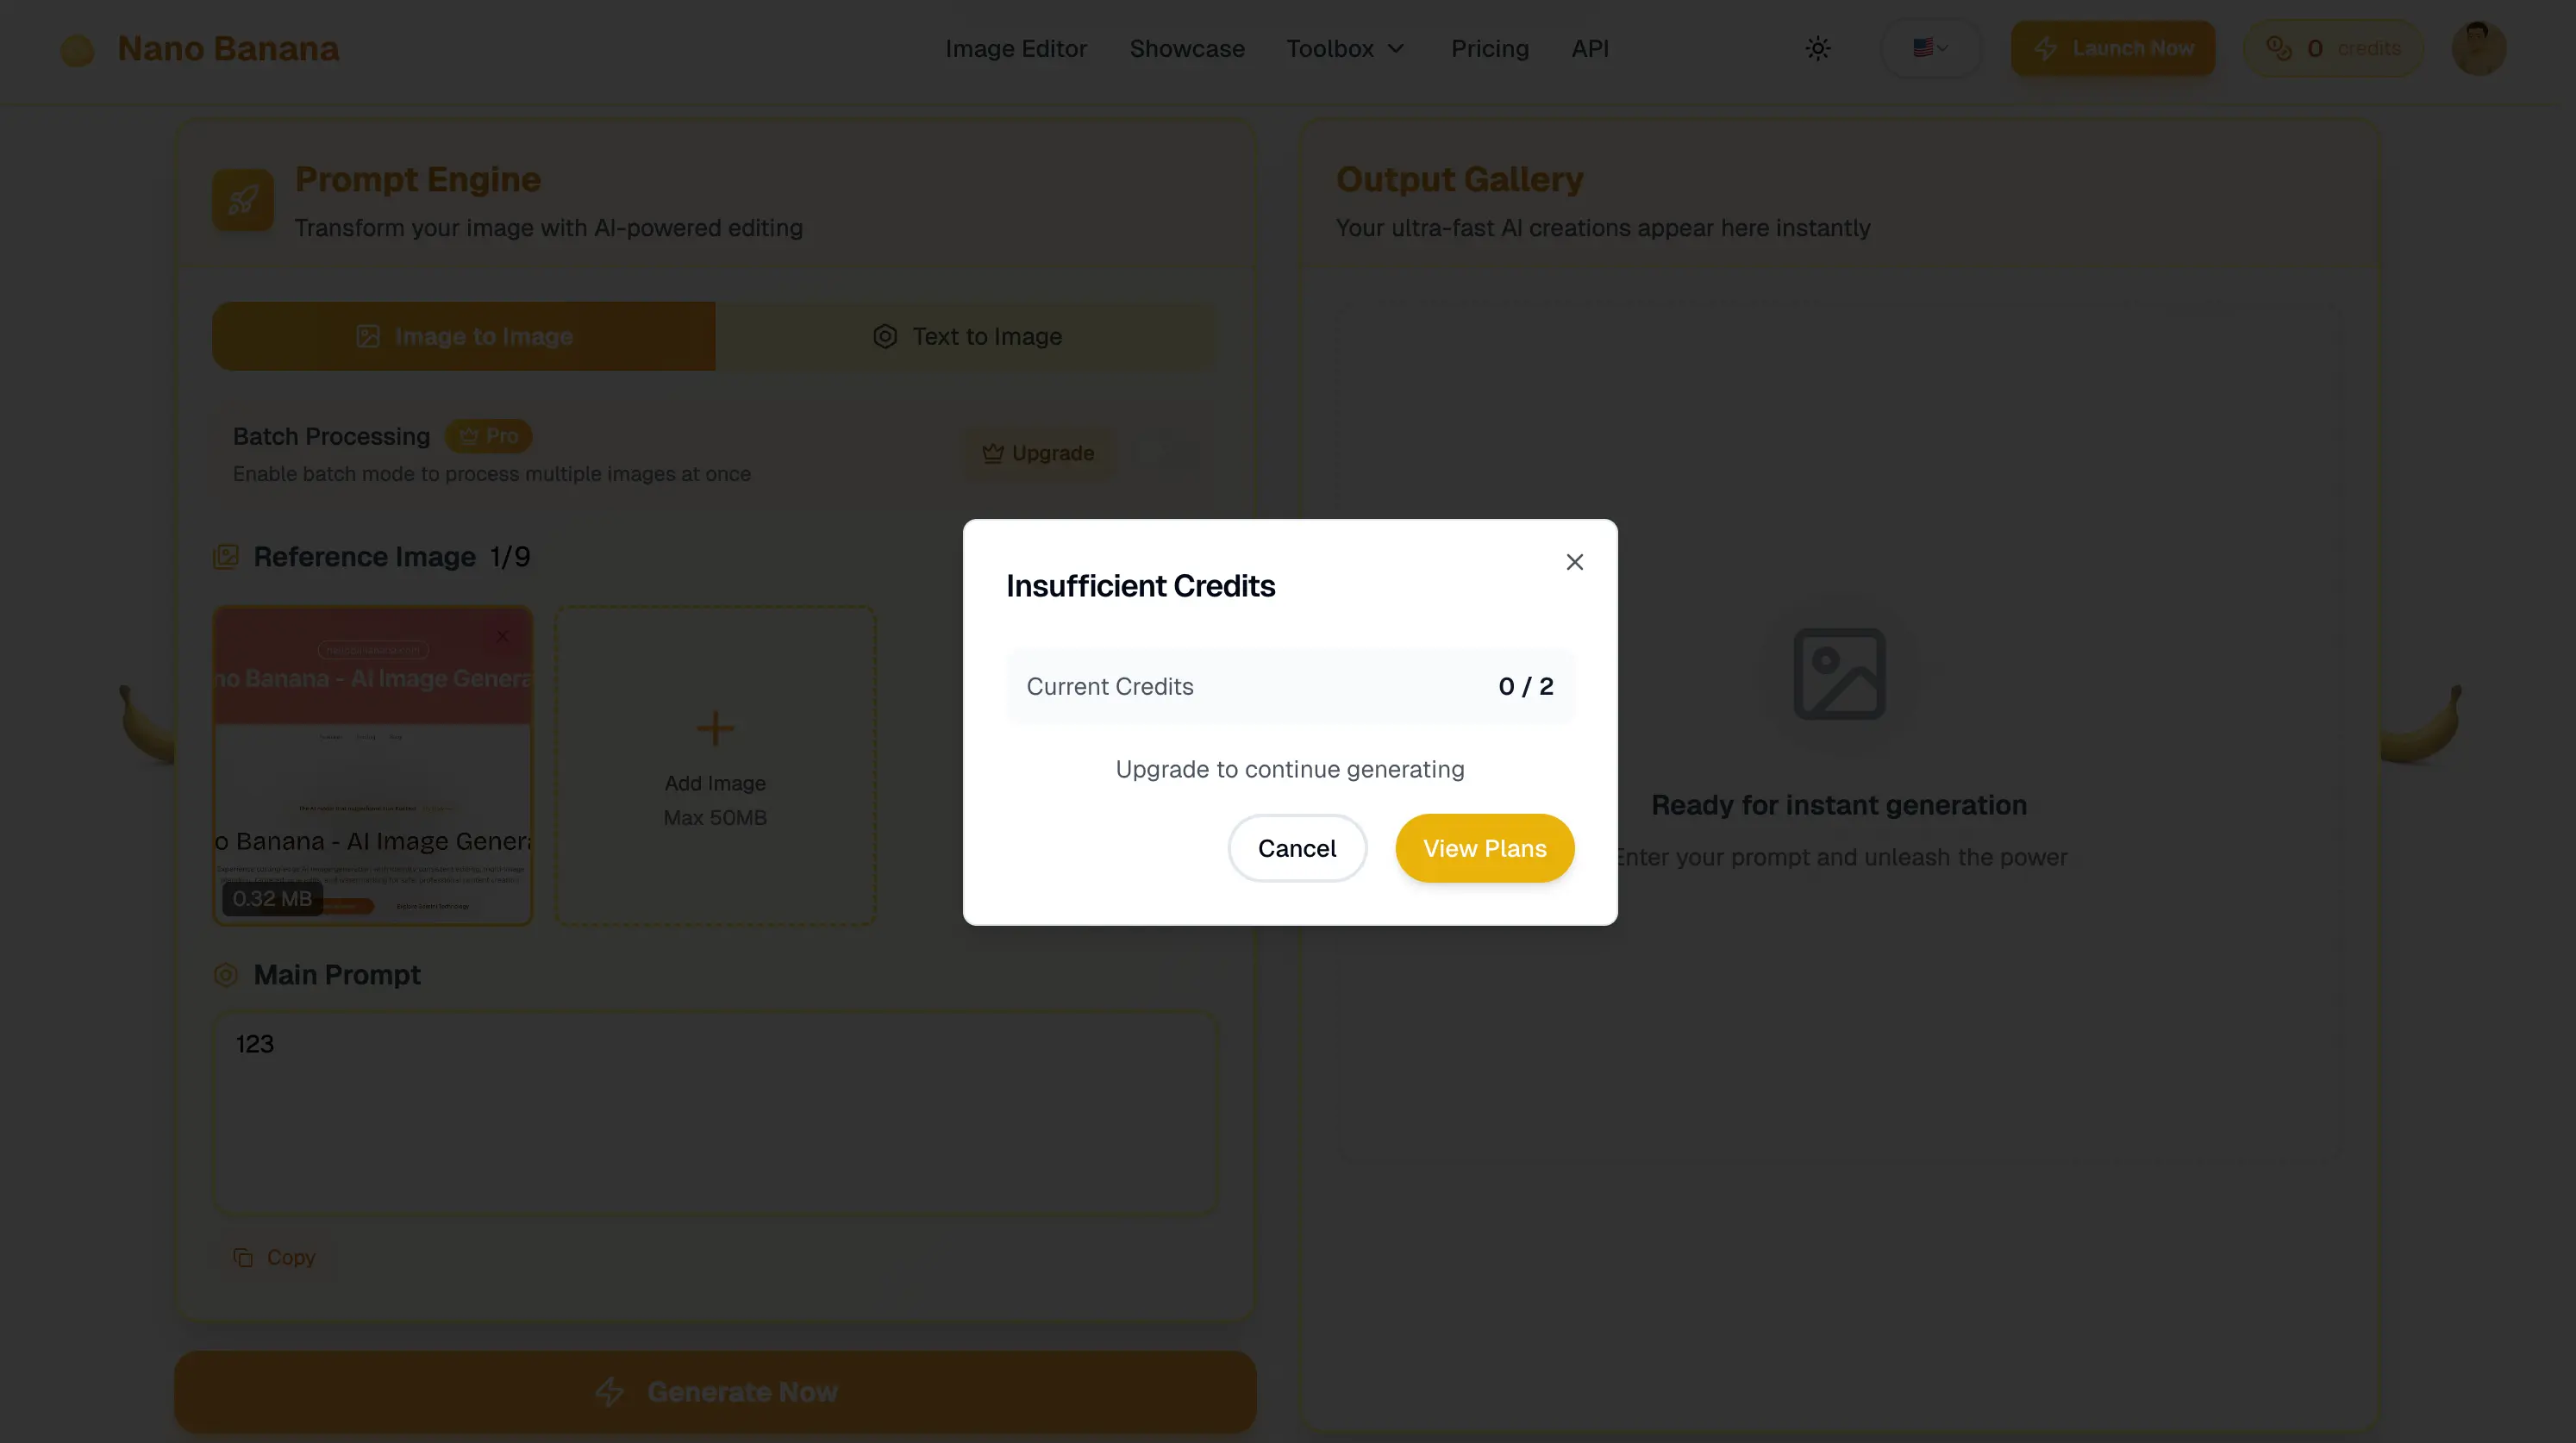 Nano Banana
Image Editor
Showcase
Toolbox
Pricing
API
Launch Now
0 credits
Prompt Engine
Transform your image with AI-powered editing
Image to Image
Text to Image
Batch Processing
Pro
Enable batch mode to process multiple images at once
Upgrade
Reference Image 1/9
no Banana - AI Image Genera
o Banana - AI Image Genera
0.32 MB
Add Image
Max 50MB
Main Prompt
123
Copy
Generate Now
Output Gallery
Your ultra-fast AI creations appear here instantly
Ready for instant generation
Enter your prompt and unleash the power
Insufficient Credits
Current Credits
0 / 2
Upgrade to continue generating
Cancel
View Plans